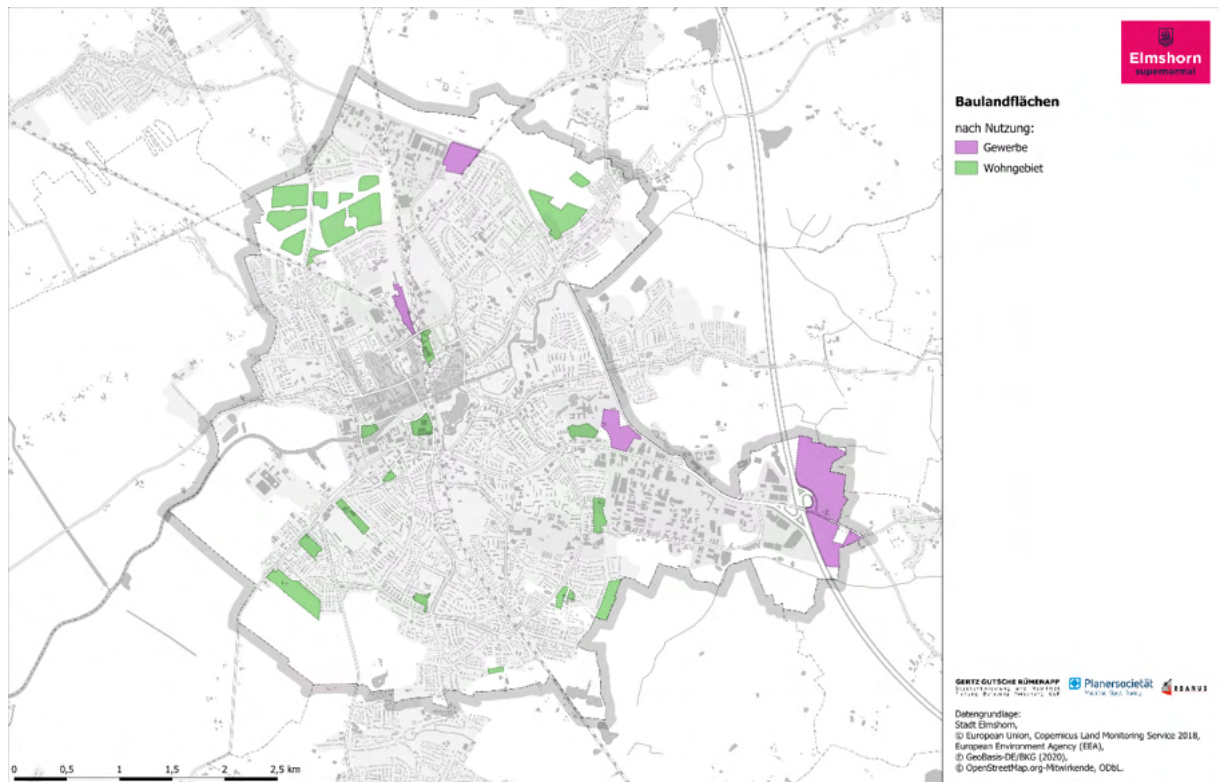 Elmshorn
supernormal
Baulandflächen
nach Nutzung:
Gewerbe
Wohngebiet
GERTZ GUTSCHE RÜMENAPP
Planersocietät
URBANUS
Datengrundlage:
Stadt Elmshorn,
© European Union, Copernicus Land Monitoring Service 2018,
European Environment Agency (EEA),
© GeoBasis-DE/BKG (2020),
© OpenStreetMap.org-Mitwirkende, ODbL.
0 0,5 1 1,5 2 2,5 km